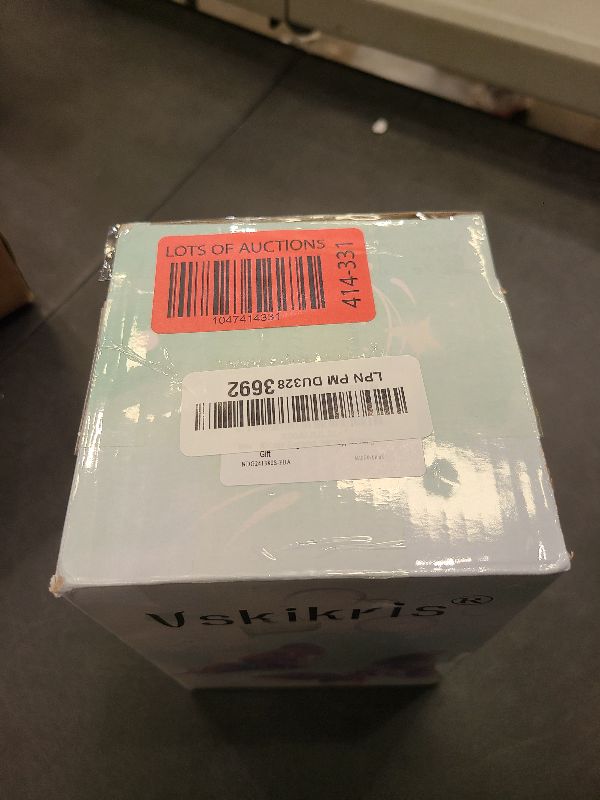 LOTS OF AUCTIONS
414-331
1047414331
LPN PM DU328 3692
Gift
Vskikris®